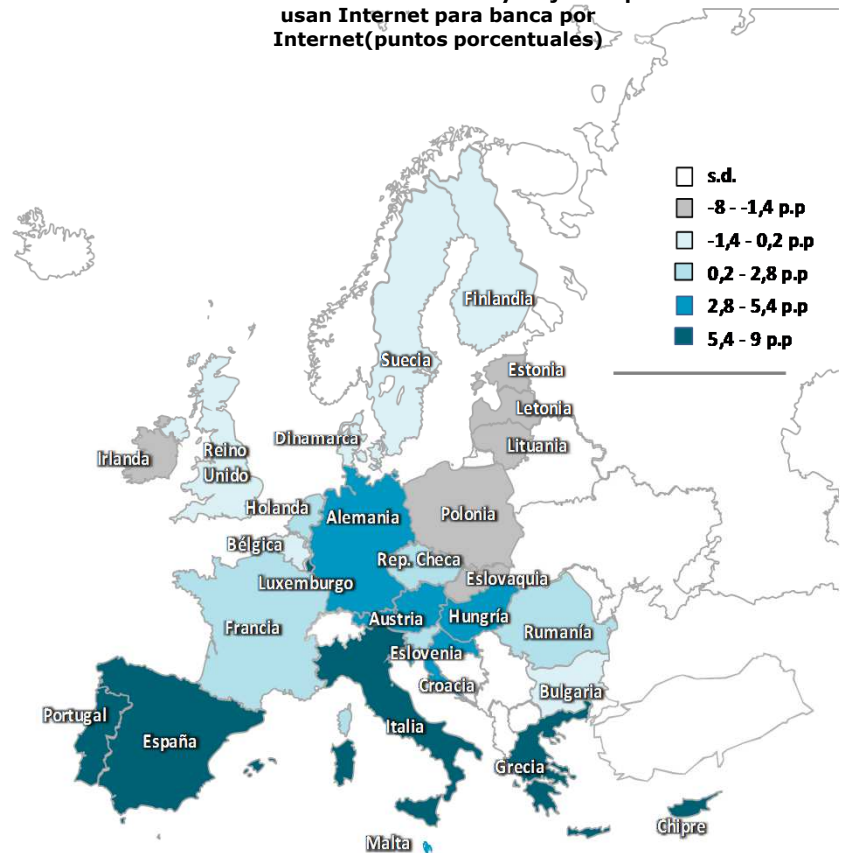 usan Internet para banca por
Internet(puntos porcentuales)
s.d.
-8 - -1,4 p.p
-1,4 - 0,2 p.p
0,2 - 2,8 p.p
2,8 - 5,4 p.p
5,4 - 9 p.p
Finlandia
Suecia
Estonia
Letonia
Lituania
Dinamarca
Irlanda
Reino
Unido
Holanda
Alemania
Polonia
Bélgica
Rep. Checa
Eslovaquia
Luxemburgo
Austria
Hungría
Francia
Rumanía
Eslovenia
Croacia
Bulgaria
Portugal
España
Italia
Grecia
Chipre
Malta